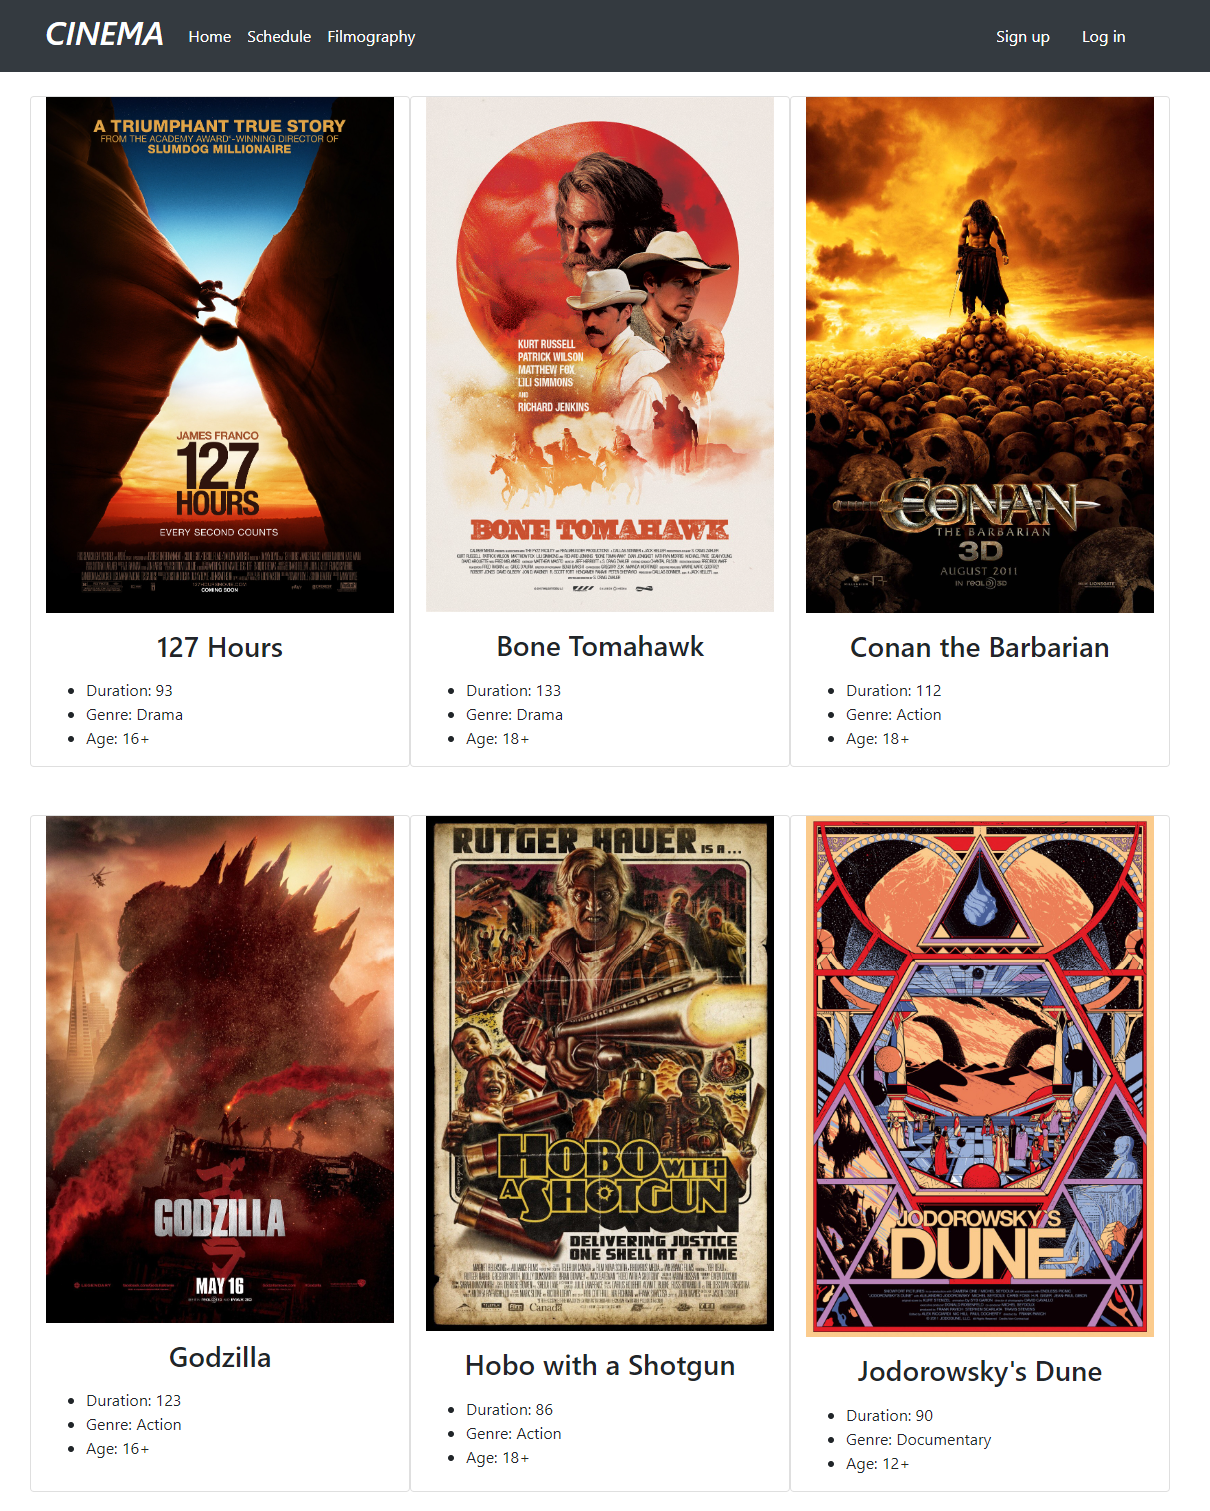 CINEMA
Home Schedule Filmography
Sign up Log in
A TRIUMPHANT TRUE STORY
FROM THE ACADEMY AWARD®-WINNING DIRECTOR OF
SLUMDOG MILLIONAIRE
JAMES FRANCO
127
HOURS
EVERY SECOND COUNTS
COMING SOON
127 Hours
Duration: 93
Genre: Drama
Age: 16+
KURT RUSSELL
PATRICK WILSON
MATTHEW FOX
LILI SIMMONS
AND
RICHARD JENKINS
BONE TOMAHAWK
Bone Tomahawk
Duration: 133
Genre: Drama
Age: 18+
CONAN
THE BARBARIAN
3D
AUGUST 2011
IN REAL D 3D
LIONSGATE
Conan the Barbarian
Duration: 112
Genre: Action
Age: 18+
ゴ
GODZILLA
ラ
MAY 16
Godzilla
Duration: 123
Genre: Action
Age: 16+
RUTGER HAUER IS A...
HOBO WITH
A SHOTGUN
DELIVERING JUSTICE
ONE SHELL AT A TIME
Canada
Hobo with a Shotgun
Duration: 86
Genre: Action
Age: 18+
JODOROWSKY'S
DUNE
Jodorowsky's Dune
Duration: 90
Genre: Documentary
Age: 12+